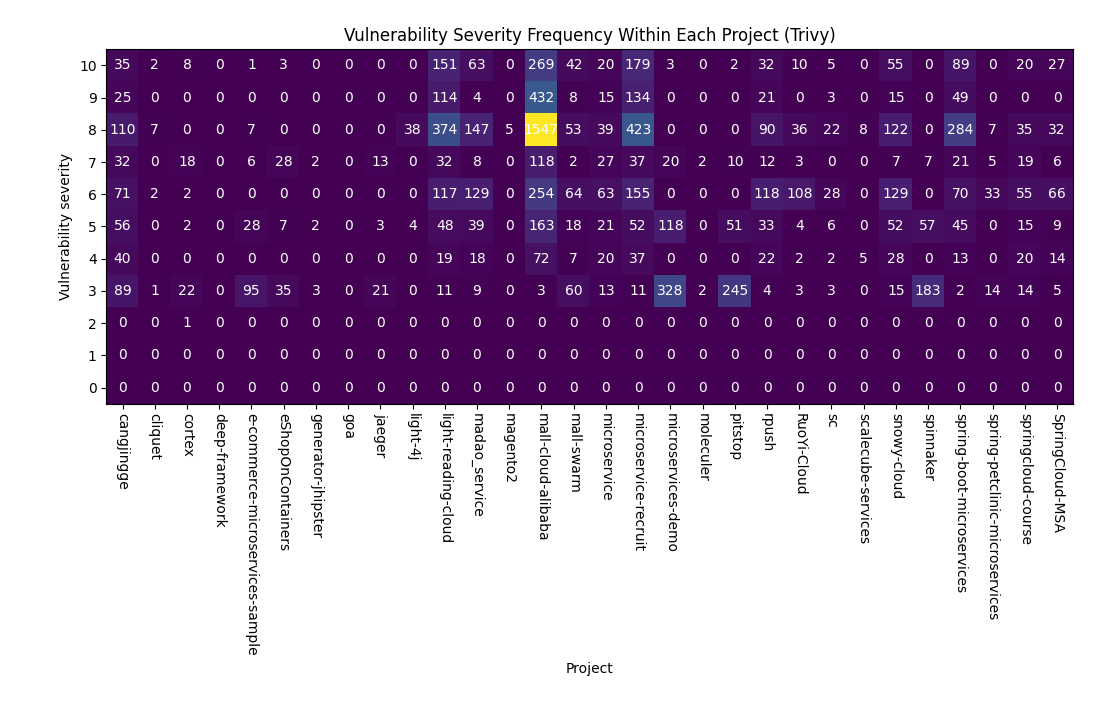 Vulnerability Severity Frequency Within Each Project (Trivy)
Vulnerability severity
10 35 2 8 0 1 3 0 0 0 0 151 63 0 269 42 20 179 3 0 2 32 10 5 0 55 0 89 0 20 27
9 25 0 0 0 0 0 0 0 0 0 114 4 0 432 8 15 134 0 0 0 21 0 3 0 15 0 49 0 0 0
8 110 7 0 0 7 0 0 0 0 38 374 147 5 1547 53 39 423 0 0 0 90 36 22 8 122 0 284 7 35 32
7 32 0 18 0 6 28 2 0 13 0 32 8 0 118 2 27 37 20 2 10 12 3 0 0 7 7 21 5 19 6
6 71 2 2 0 0 0 0 0 0 0 117 129 0 254 64 63 155 0 0 0 118 108 28 0 129 0 70 33 55 66
5 56 0 2 0 28 7 2 0 3 4 48 39 0 163 18 21 52 118 0 51 33 4 6 0 52 57 45 0 15 9
4 40 0 0 0 0 0 0 0 0 0 19 18 0 72 7 20 37 0 0 0 22 2 2 5 28 0 13 0 20 14
3 89 1 22 0 95 35 3 0 21 0 11 9 0 3 60 13 11 328 2 245 4 3 3 0 15 183 2 14 14 5
2 0 0 1 0 0 0 0 0 0 0 0 0 0 0 0 0 0 0 0 0 0 0 0 0 0 0 0 0 0 0
1 0 0 0 0 0 0 0 0 0 0 0 0 0 0 0 0 0 0 0 0 0 0 0 0 0 0 0 0 0 0
0 0 0 0 0 0 0 0 0 0 0 0 0 0 0 0 0 0 0 0 0 0 0 0 0 0 0 0 0 0 0
cangjingge
cliquet
cortex
deep-framework
e-commerce-microservices-sample
eShopOnContainers
generator-jhipster
goa
jaeger
light-4j
light-reading-cloud
madao_service
magento2
mall-cloud-alibaba
mall-swarm
microservice
microservice-recruit
microservices-demo
moleculer
pitstop
rpush
RuoYi-Cloud
sc
scalecube-services
snowy-cloud
spinnaker
spring-boot-microservices
spring-petclinic-microservices
springcloud-course
SpringCloud-MSA
Project